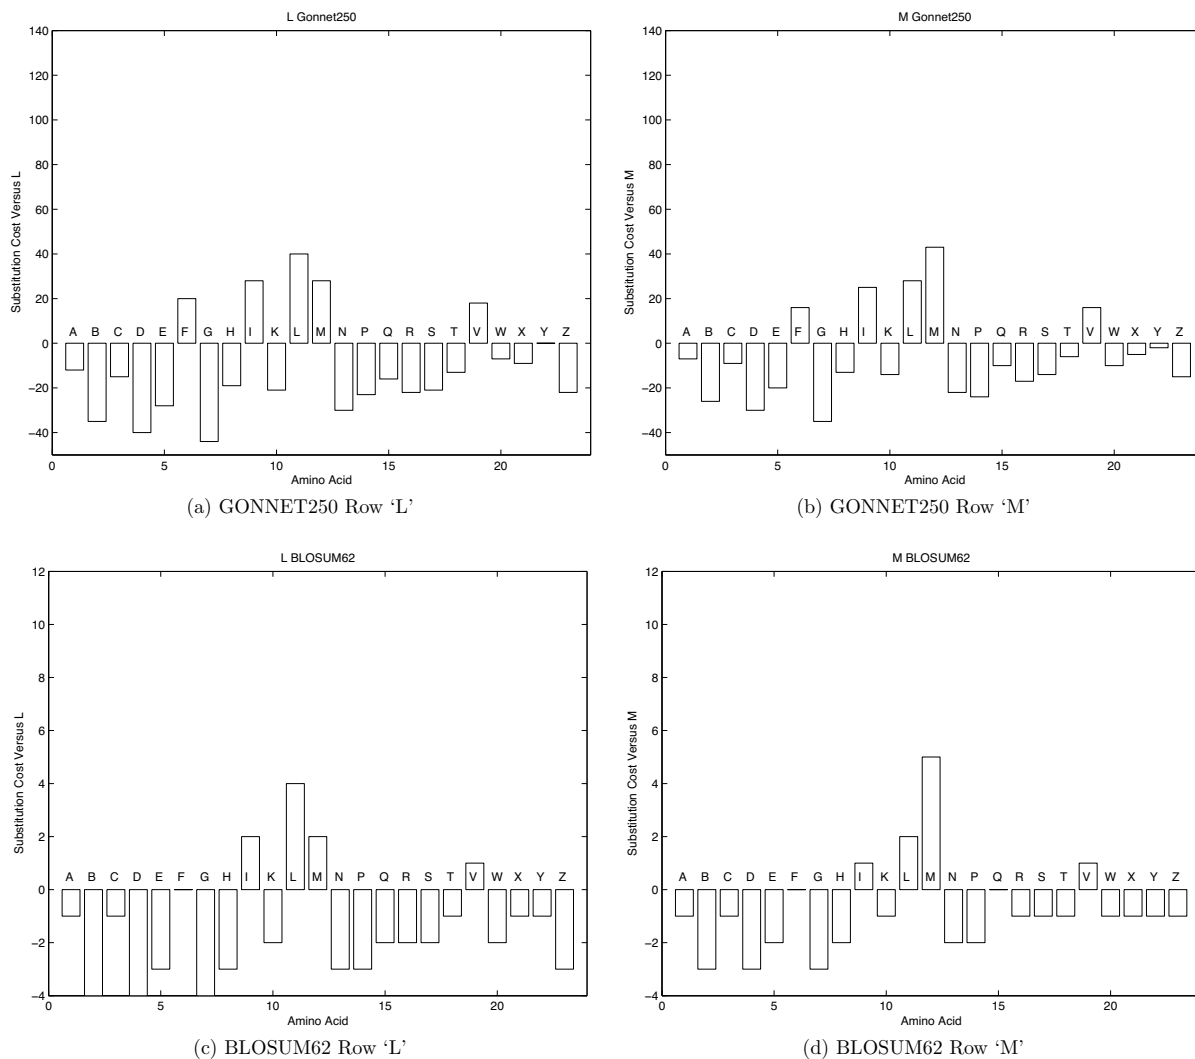 L Gonnet250
140
120
100
80
60
40
20
0
−20
−40
Substitution Cost Versus L
A B C D E F G H I K L M N P Q R S T V W X Y Z
0 5 10 15 20
Amino Acid
(a) GONNET250 Row ‘L’
M Gonnet250
140
120
100
80
60
40
20
0
−20
−40
Substitution Cost Versus M
A B C D E F G H I K L M N P Q R S T V W X Y Z
0 5 10 15 20
Amino Acid
(b) GONNET250 Row ‘M’
L BLOSUM62
12
10
8
6
4
2
0
−2
−4
Substitution Cost Versus L
A B C D E F G H I K L M N P Q R S T V W X Y Z
0 5 10 15 20
Amino Acid
(c) BLOSUM62 Row ‘L’
M BLOSUM62
12
10
8
6
4
2
0
−2
−4
Substitution Cost Versus M
A B C D E F G H I K L M N P Q R S T V W X Y Z
0 5 10 15 20
Amino Acid
(d) BLOSUM62 Row ‘M’